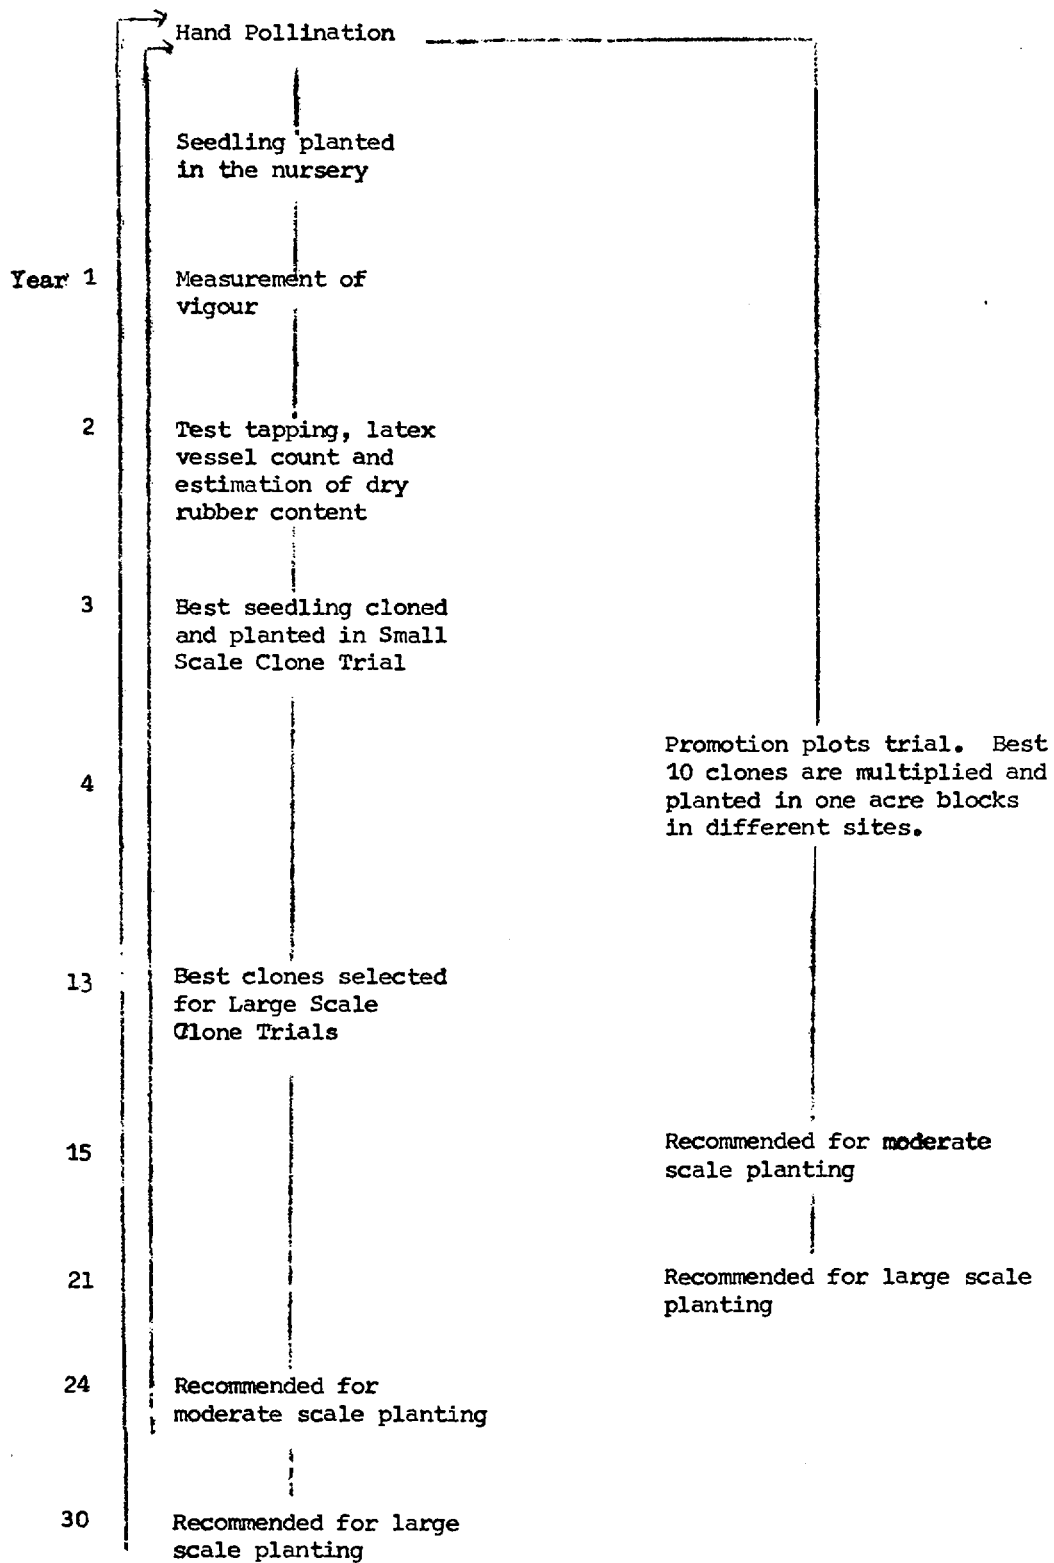 Hand Pollination
Seedling planted
in the nursery
Year 1
Measurement of
vigour
2
Test tapping, latex
vessel count and
estimation of dry
rubber content
3
Best seedling cloned
and planted in Small
Scale Clone Trial
4
Promotion plots trial. Best
10 clones are multiplied and
planted in one acre blocks
in different sites.
13
Best clones selected
for Large Scale
Clone Trials
15
Recommended for moderate
scale planting
21
Recommended for large scale
planting
24
Recommended for
moderate scale planting
30
Recommended for large
scale planting